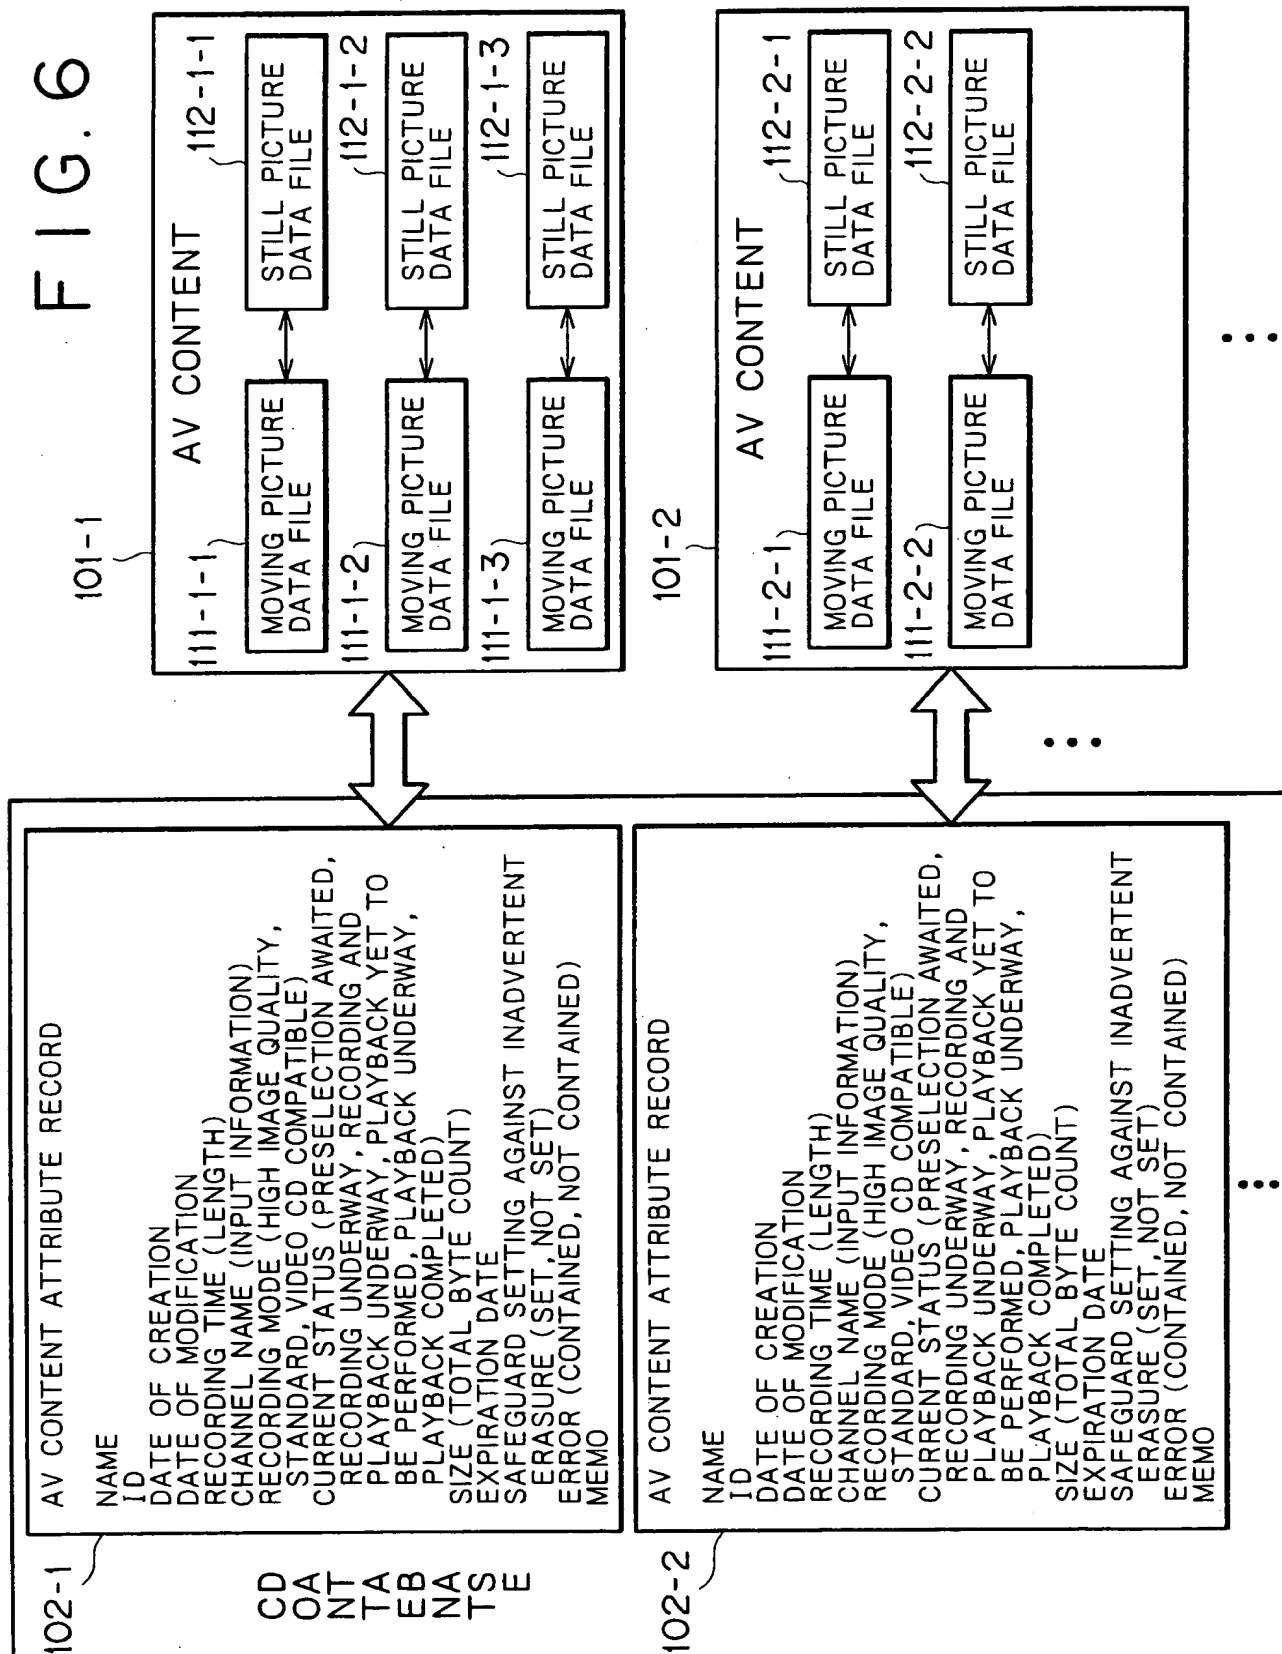 FIG. 6
102-1
AV CONTENT ATTRIBUTE RECORD
NAME
ID
DATE OF CREATION
DATE OF MODIFICATION
RECORDING TIME (LENGTH)
CHANNEL NAME (INPUT INFORMATION)
RECORDING MODE (HIGH IMAGE QUALITY,
STANDARD, VIDEO CD COMPATIBLE)
CURRENT STATUS (PRESELECTION AWAITED,
RECORDING UNDERWAY, RECORDING AND
PLAYBACK UNDERWAY, PLAYBACK YET TO
BE PERFORMED, PLAYBACK UNDERWAY,
PLAYBACK COMPLETED)
SIZE (TOTAL BYTE COUNT)
EXPIRATION DATE
SAFEGUARD SETTING AGAINST INADVERTENT
ERASURE (SET, NOT SET)
ERROR (CONTAINED, NOT CONTAINED)
MEMO
CD
OA
NT
TA
EB
NA
TS
E
101-1
AV CONTENT
111-1-1
112-1-1
MOVING PICTURE
DATA FILE
STILL PICTURE
DATA FILE
111-1-2
112-1-2
MOVING PICTURE
DATA FILE
STILL PICTURE
DATA FILE
111-1-3
112-1-3
MOVING PICTURE
DATA FILE
STILL PICTURE
DATA FILE
102-2
AV CONTENT ATTRIBUTE RECORD
NAME
ID
DATE OF CREATION
DATE OF MODIFICATION
RECORDING TIME (LENGTH)
CHANNEL NAME (INPUT INFORMATION)
RECORDING MODE (HIGH IMAGE QUALITY,
STANDARD, VIDEO CD COMPATIBLE)
CURRENT STATUS (PRESELECTION AWAITED,
RECORDING UNDERWAY, RECORDING AND
PLAYBACK UNDERWAY, PLAYBACK YET TO
BE PERFORMED, PLAYBACK UNDERWAY,
PLAYBACK COMPLETED)
SIZE (TOTAL BYTE COUNT)
EXPIRATION DATE
SAFEGUARD SETTING AGAINST INADVERTENT
ERASURE (SET, NOT SET)
ERROR (CONTAINED, NOT CONTAINED)
MEMO
101-2
AV CONTENT
111-2-1
112-2-1
MOVING PICTURE
DATA FILE
STILL PICTURE
DATA FILE
111-2-2
112-2-2
MOVING PICTURE
DATA FILE
STILL PICTURE
DATA FILE